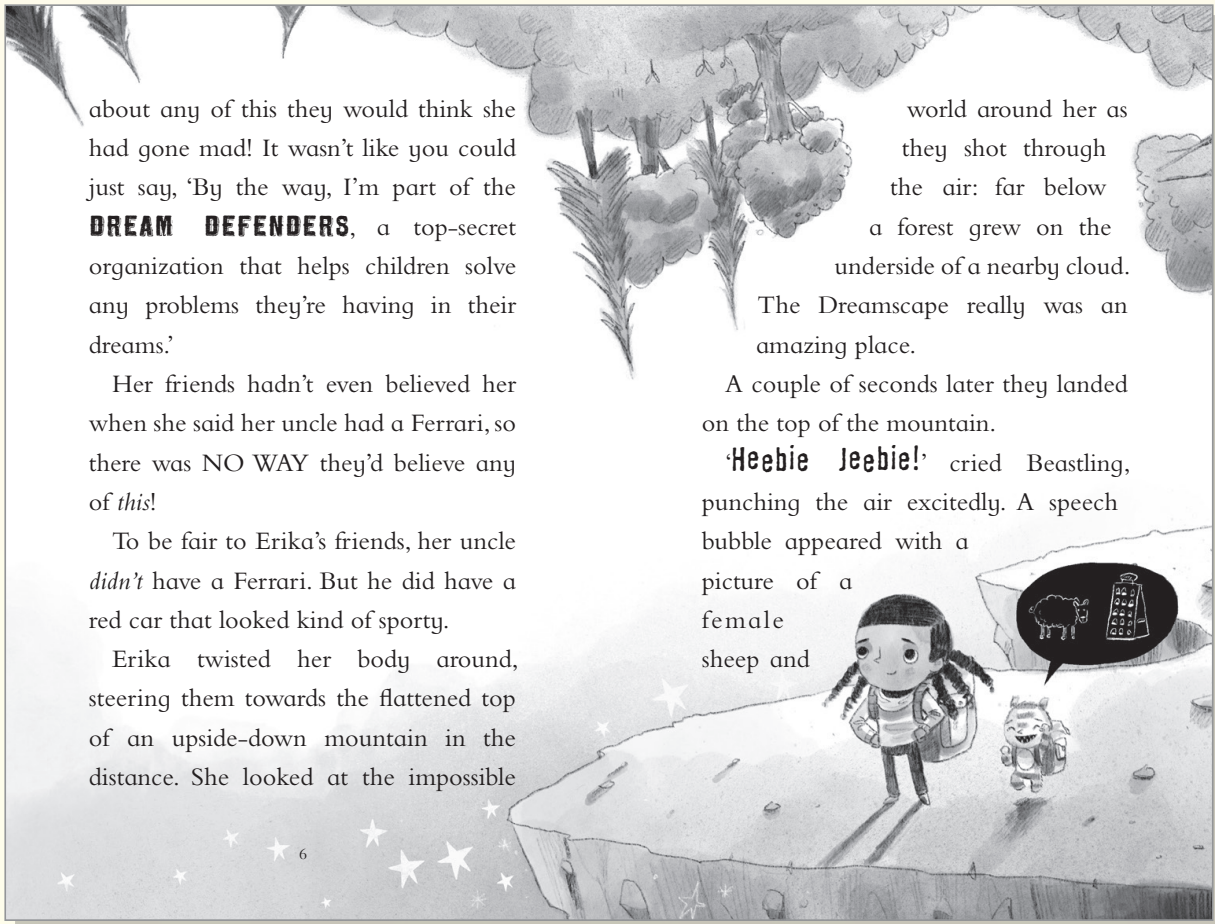 about any of this they would think she
had gone mad! It wasn’t like you could
just say, ‘By the way, I’m part of the
DREAM DEFENDERS, a top-secret
organization that helps children solve
any problems they’re having in their
dreams.’
Her friends hadn’t even believed her
when she said her uncle had a Ferrari, so
there was NO WAY they’d believe any
of this!
To be fair to Erika’s friends, her uncle
didn’t have a Ferrari. But he did have a
red car that looked kind of sporty.
Erika twisted her body around,
steering them towards the flattened top
of an upside-down mountain in the
distance. She looked at the impossible
6
world around her as
they shot through
the air: far below
a forest grew on the
underside of a nearby cloud.
The Dreamscape really was an
amazing place.
A couple of seconds later they landed
on the top of the mountain.
‘Heebie Jeebie!’ cried Beastling,
punching the air excitedly. A speech
bubble appeared with a
picture of a
female
sheep and